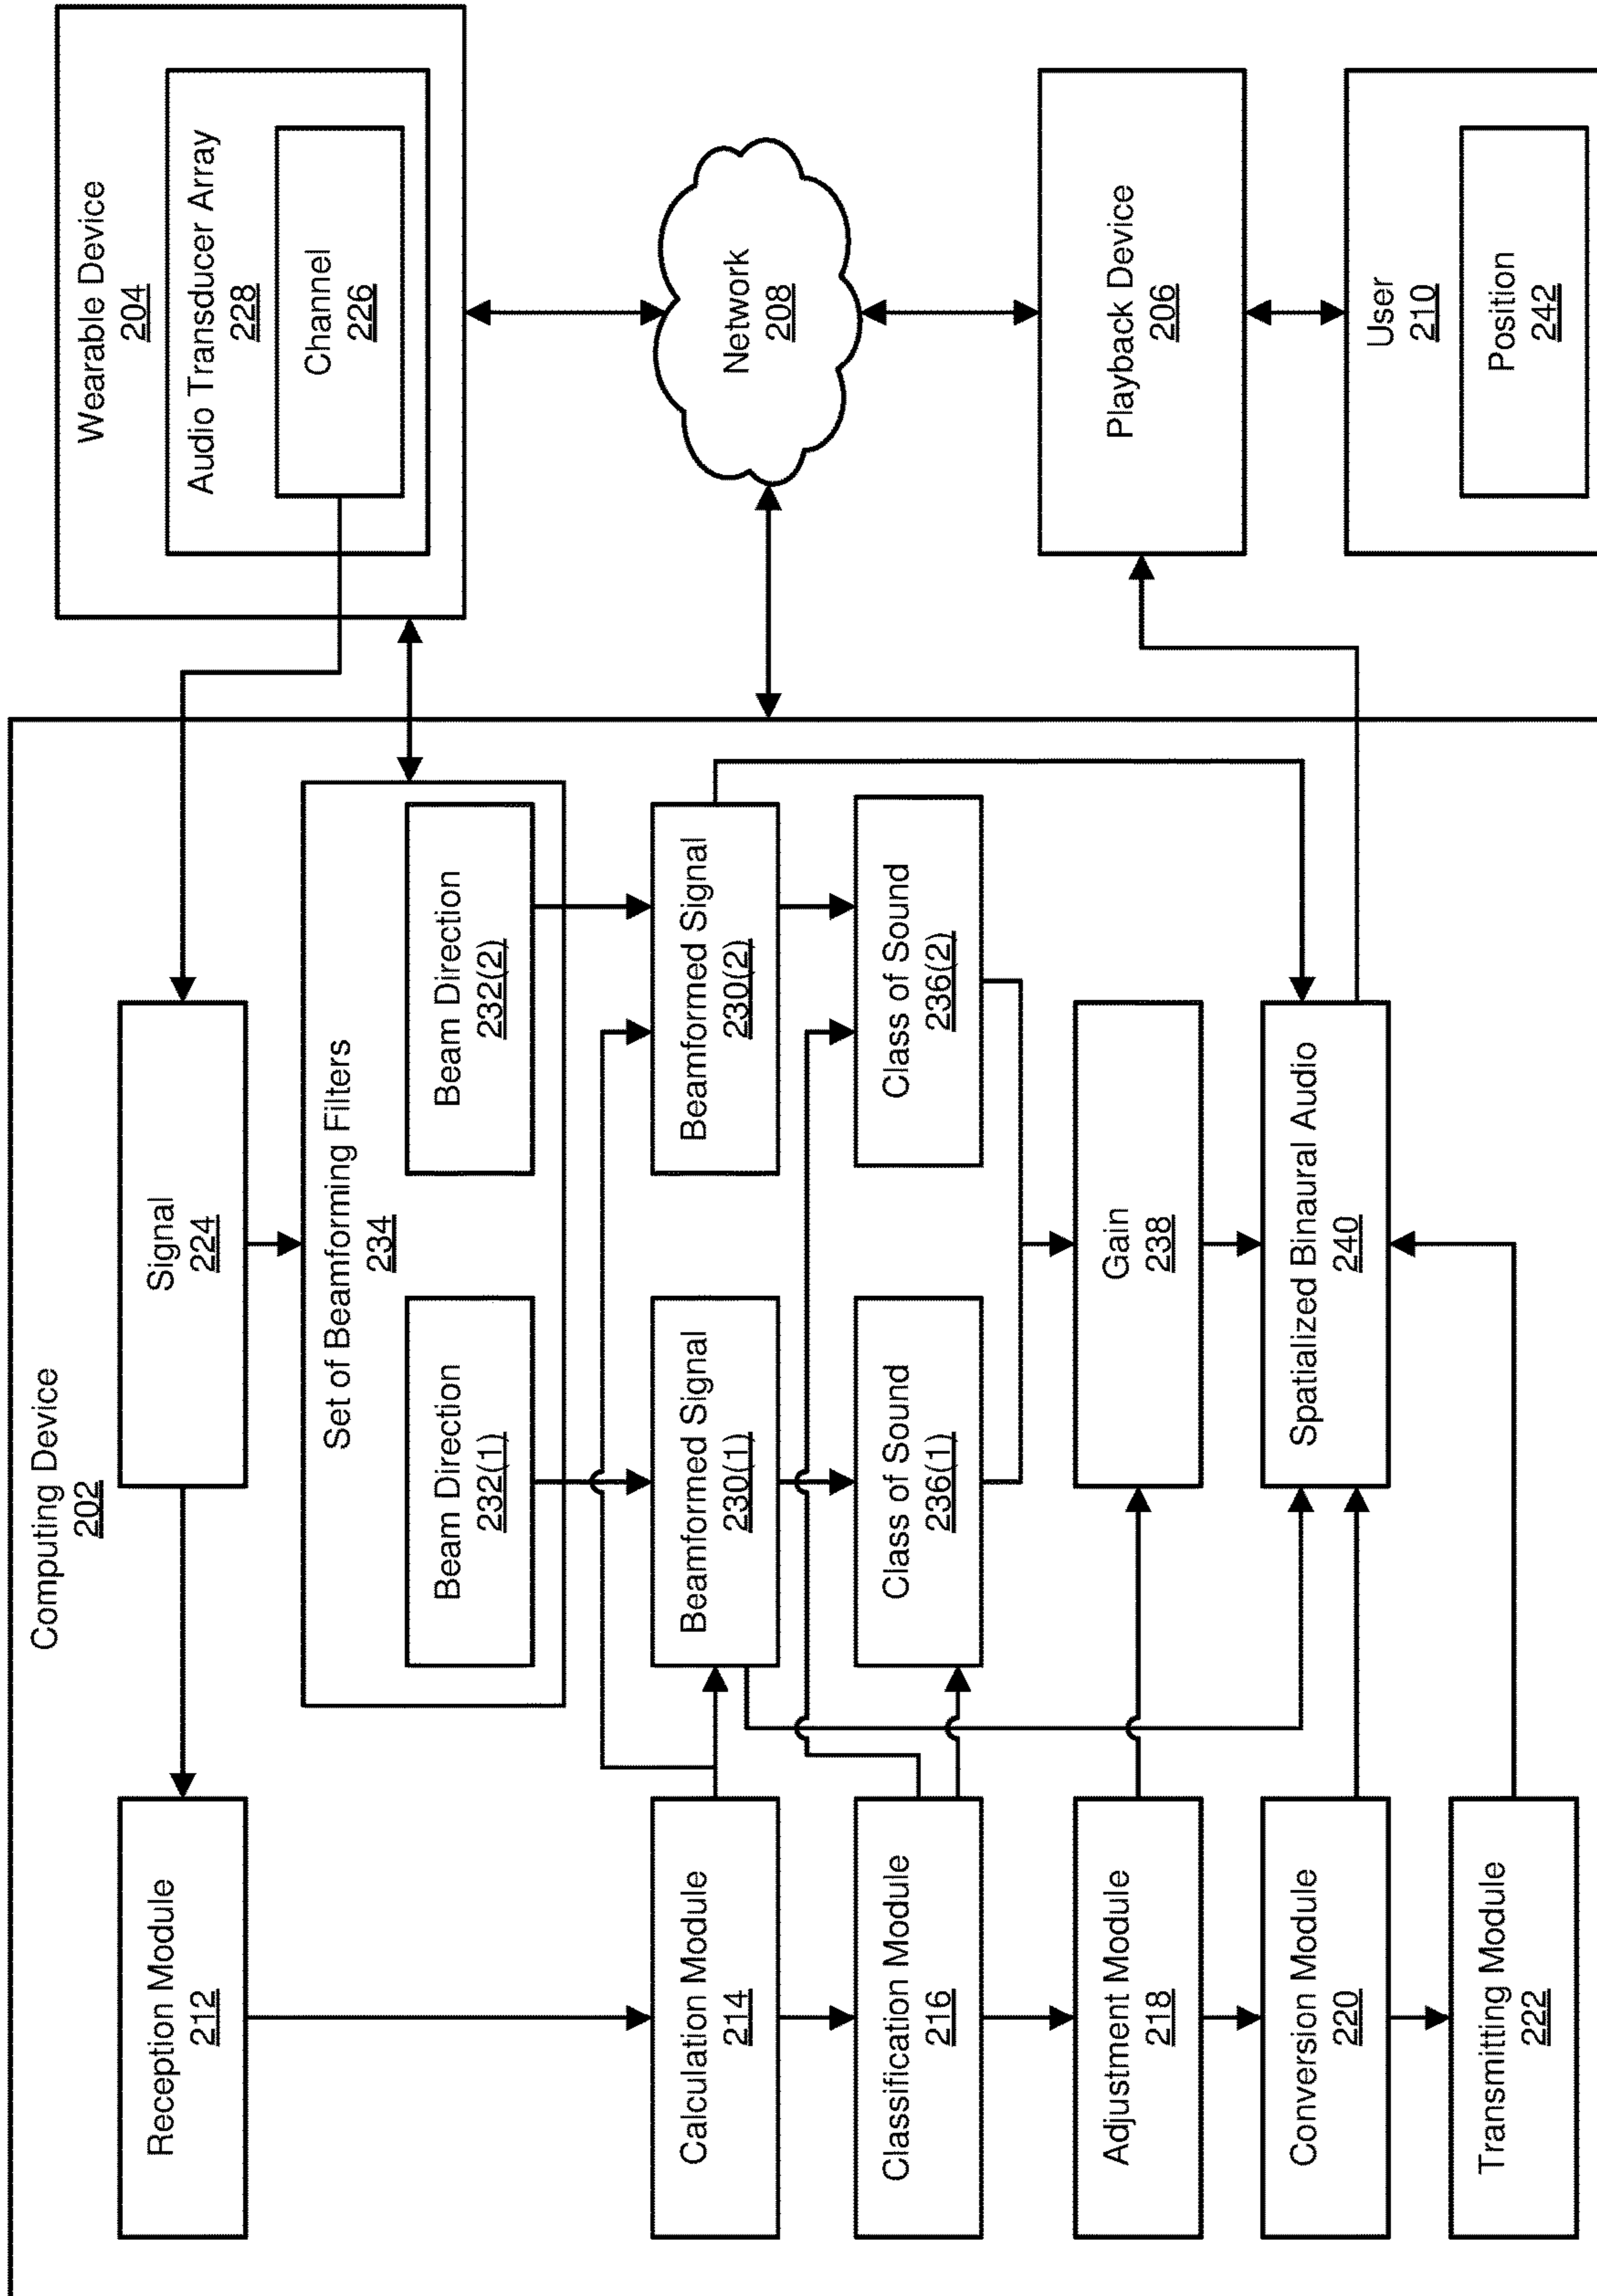 Computing Device
202
Reception Module
212
Signal
224
Set of Beamforming Filters
234
Beam Direction
232(1)
Beam Direction
232(2)
Calculation Module
214
Beamformed Signal
230(1)
Beamformed Signal
230(2)
Classification Module
216
Class of Sound
236(1)
Class of Sound
236(2)
Adjustment Module
218
Gain
238
Conversion Module
220
Spatialized Binaural Audio
240
Transmitting Module
222
Wearable Device
204
Audio Transducer Array
228
Channel
226
Network
208
Playback Device
206
User
210
Position
242